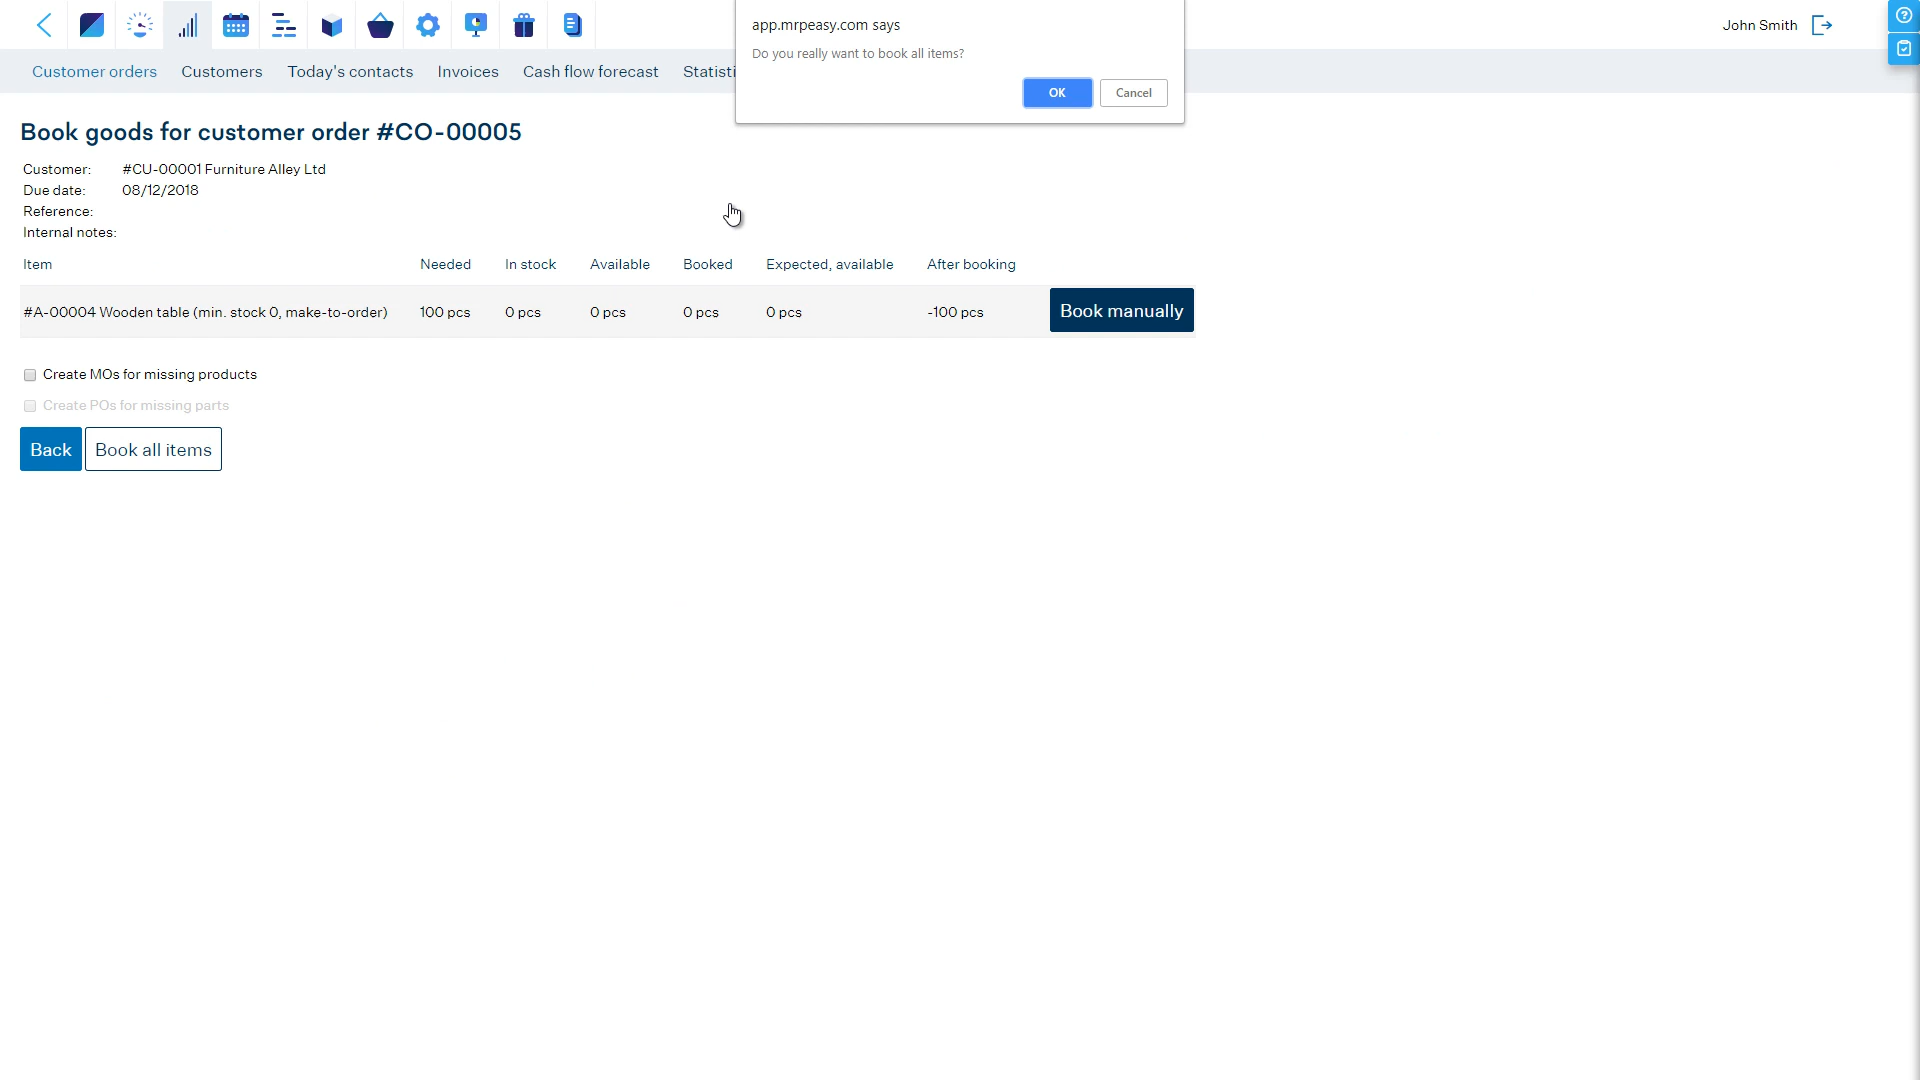 app.mrpeasy.com says
Do you really want to book all items?
OK Cancel
John Smith
Customer orders Customers Today's contacts Invoices Cash flow forecast Statisti
Book goods for customer order #CO-00005
Customer: #CU-00001 Furniture Alley Ltd
Due date: 08/12/2018
Reference:
Internal notes:
Item Needed In stock Available Booked Expected, available After booking
#A-00004 Wooden table (min. stock 0, make-to-order) 100 pcs 0 pcs 0 pcs 0 pcs 0 pcs -100 pcs Book manually
Create MOs for missing products
Create POs for missing parts
Back Book all items